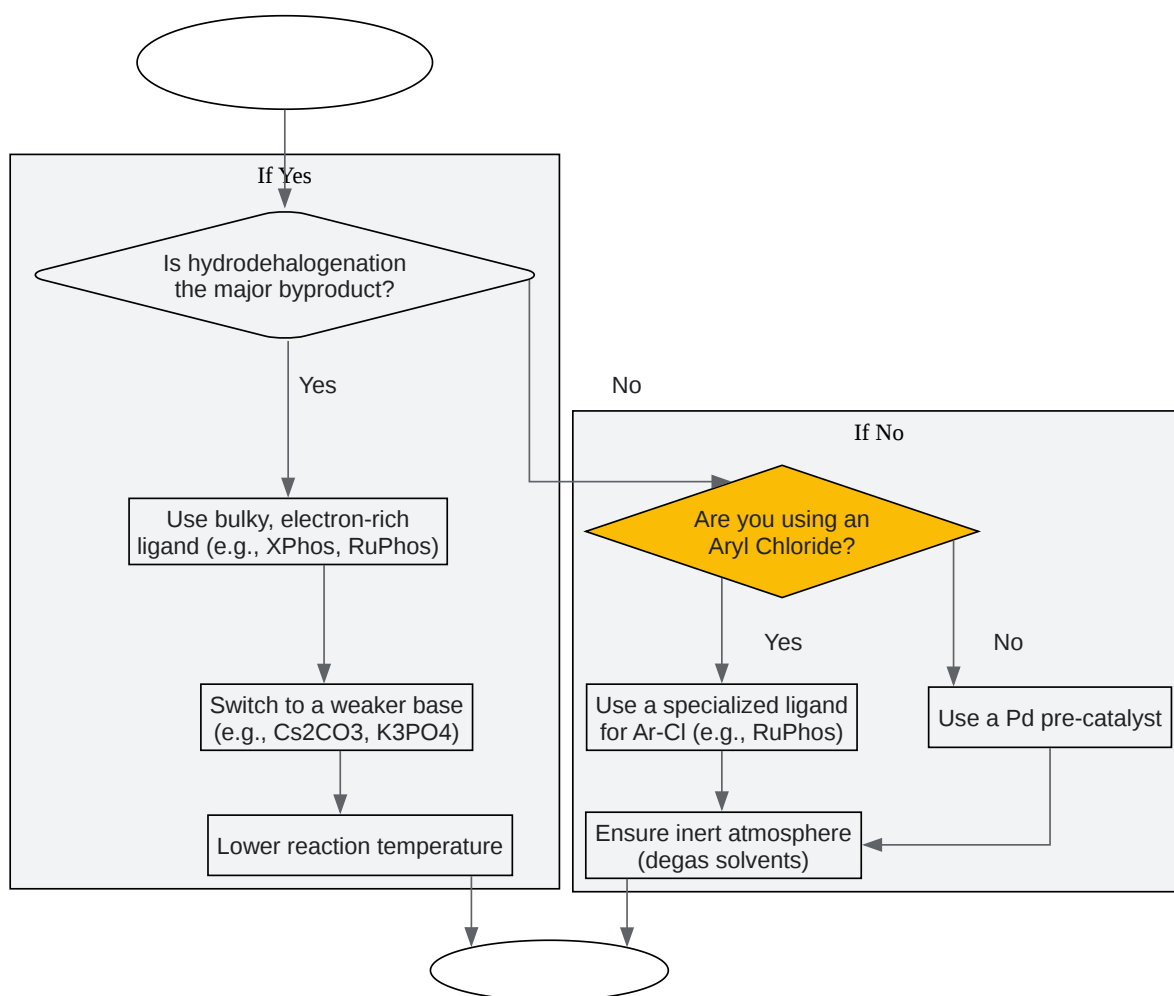 If Yes
Is hydrodehalogenation
the major byproduct?
Yes
No
If No
Use bulky, electron-rich
ligand (e.g., XPhos, RuPhos)
Are you using an
Aryl Chloride?
Yes
No
Switch to a weaker base
(e.g., Cs2CO3, K3PO4)
Use a specialized ligand
for Ar-Cl (e.g., RuPhos)
Use a Pd pre-catalyst
Lower reaction temperature
Ensure inert atmosphere
(degas solvents)